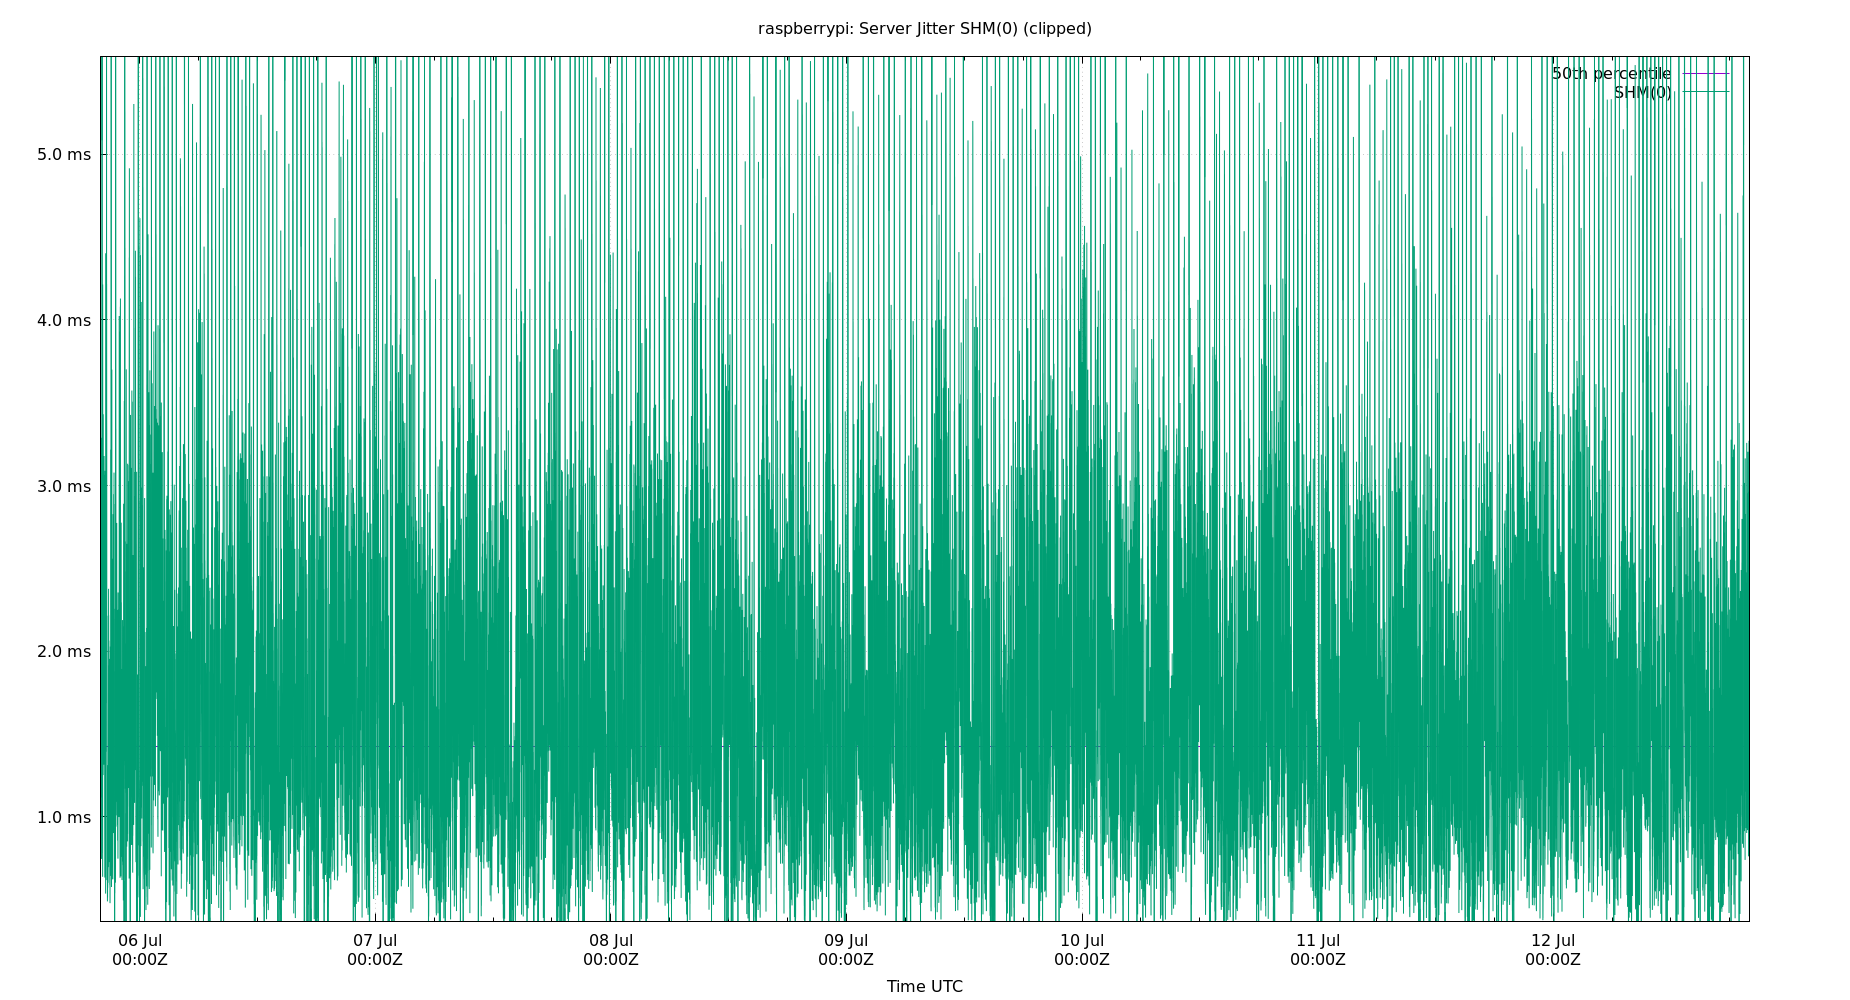 raspberrypi: Server Jitter SHM(0) (clipped)
50th percentile
SHM(0)
5.0 ms
4.0 ms
3.0 ms
2.0 ms
1.0 ms
06 Jul 07 Jul 08 Jul 09 Jul 10 Jul 11 Jul 12 Jul
00:00Z 00:00Z 00:00Z 00:00Z 00:00Z 00:00Z 00:00Z
Time UTC